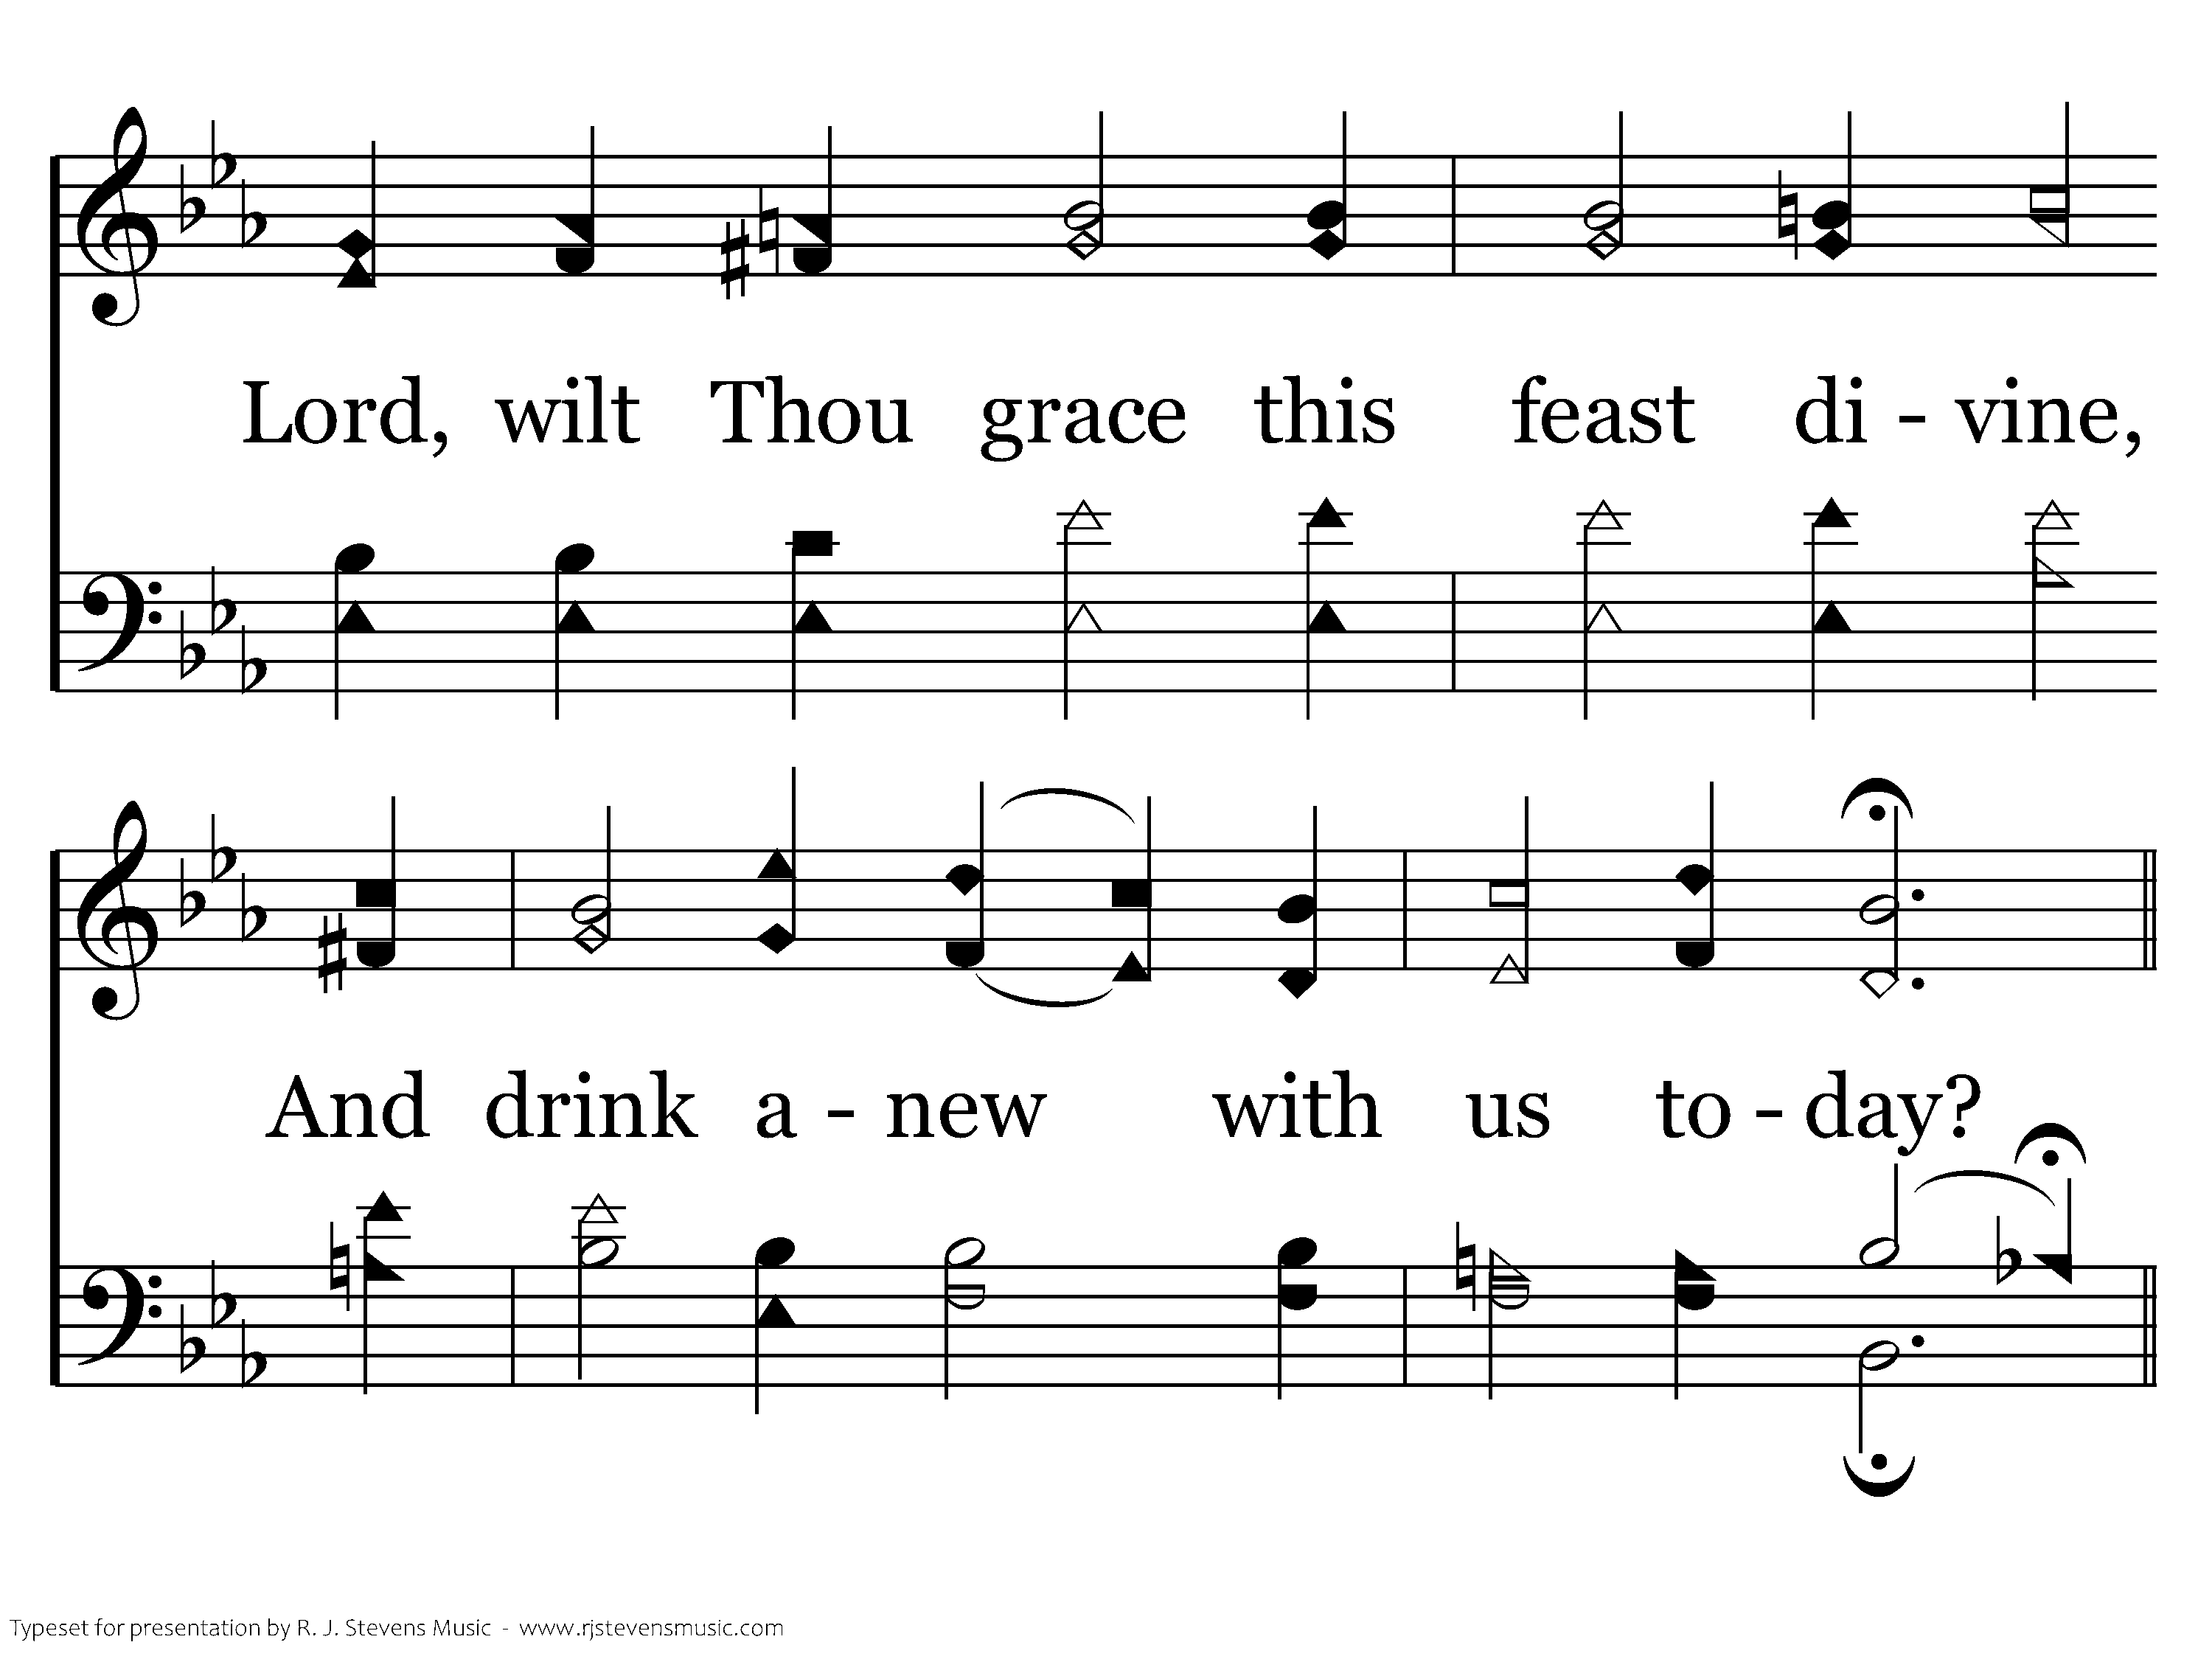 Lord, wilt Thou grace this feast di - vine,
And drink a - new with us to - day?
Typeset for presentation by R. J. Stevens Music - www.rjstevensmusic.com